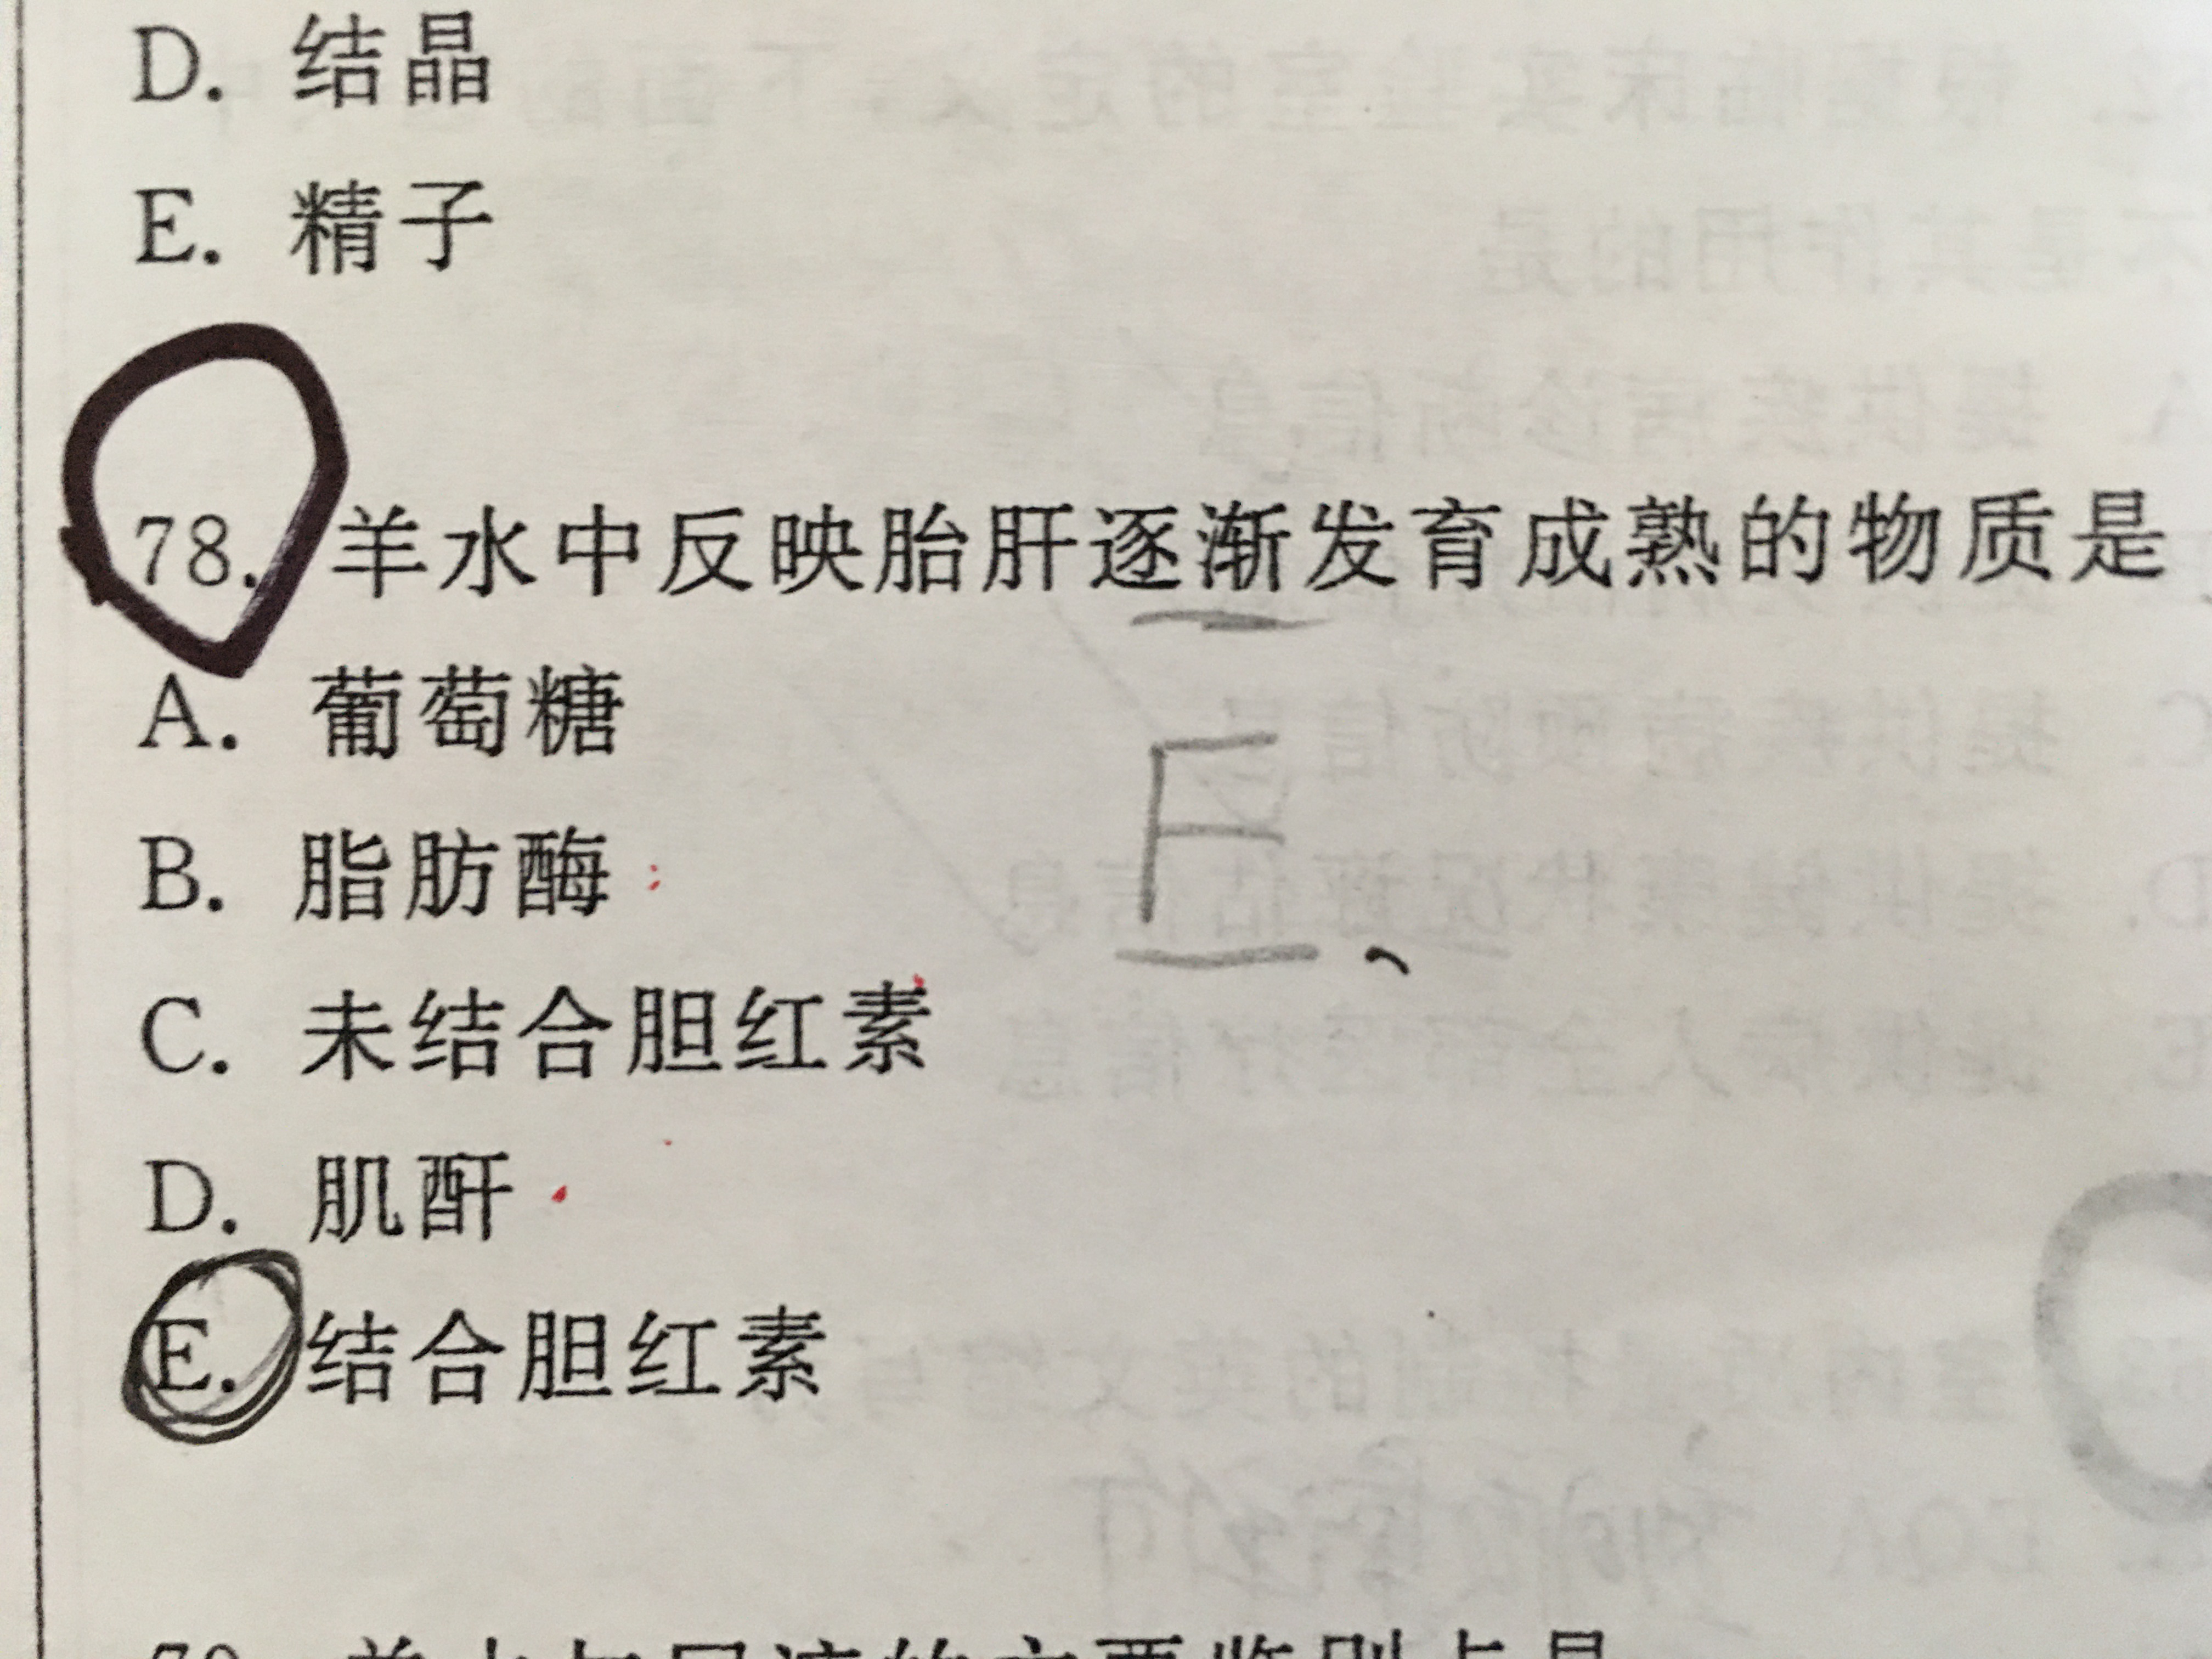 D. 结晶
E. 精子
78. 羊水中反映胎肝逐渐发育成熟的物质是
A. 葡萄糖
B. 脂肪酶
E、
C. 未结合胆红素
D. 肌酐
E. 结合胆红素